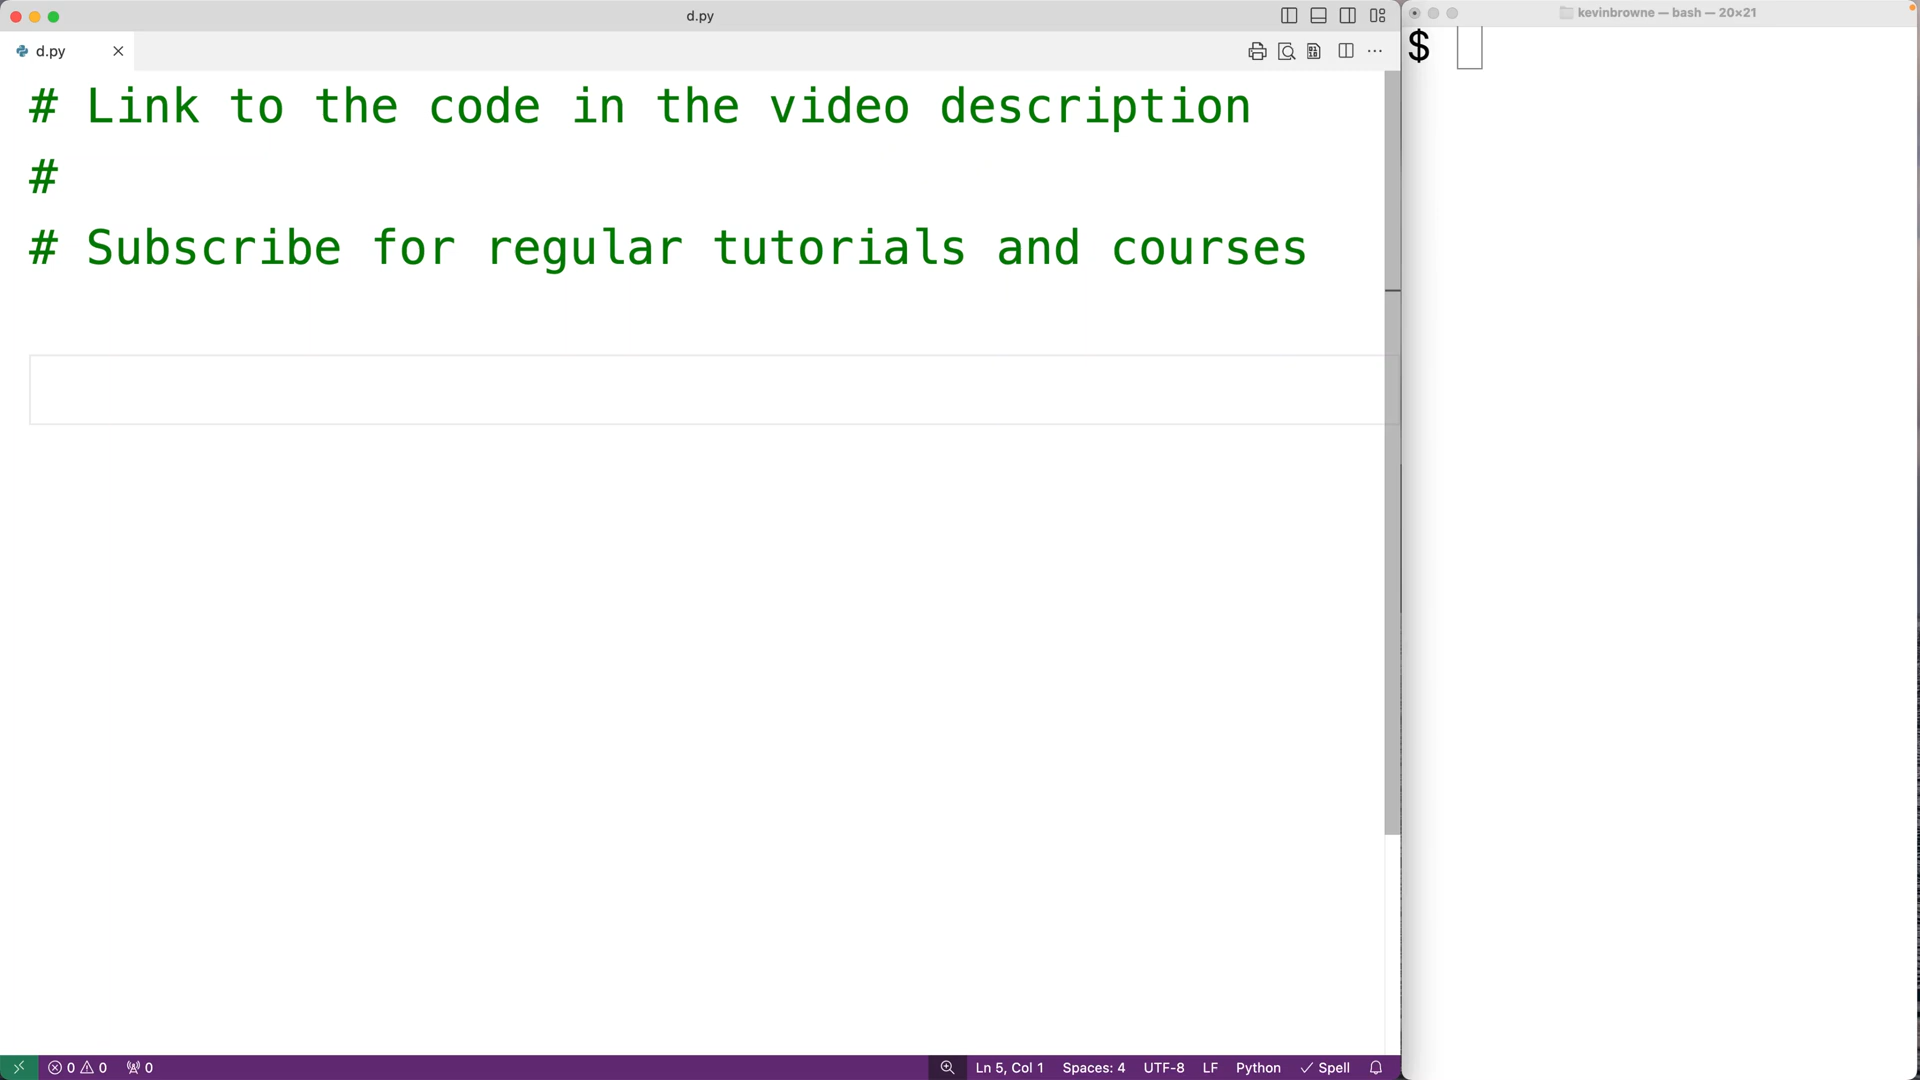 d.py
kevinbrowne — bash — 20×21
d.py
$
# Link to the code in the video description
#
# Subscribe for regular tutorials and courses
0 0 0
Ln 5, Col 1 Spaces: 4 UTF-8 LF Python Spell